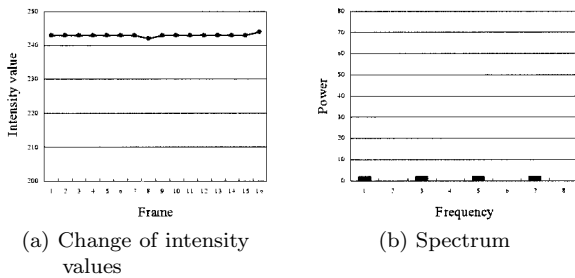 250
240
230
220
210
200
Intensity value
1 2 3 4 5 6 7 8 9 10 11 12 13 14 15 16
Frame
(a) Change of intensity
values
80
70
60
50
40
30
20
10
0
Power
1 2 3 4 5 6 7 8
Frequency
(b) Spectrum